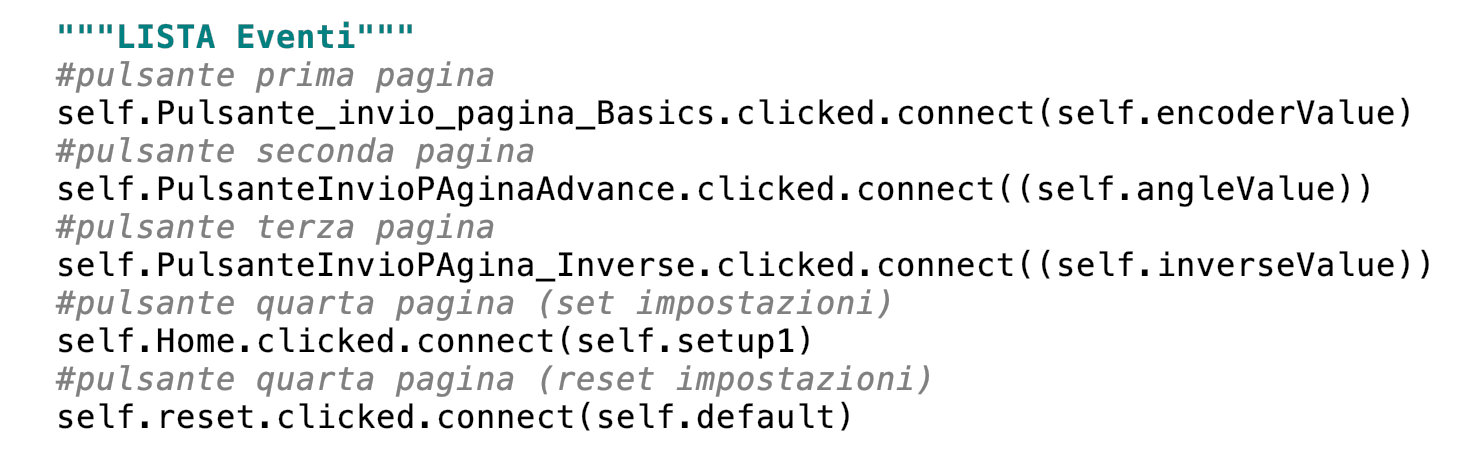 """LISTA Eventi"""
#pulsante prima pagina
self.Pulsante_invio_pagina_Basics.clicked.connect(self.encoderValue)
#pulsante seconda pagina
self.PulsanteInvioPAginaAdvance.clicked.connect((self.angleValue))
#pulsante terza pagina
self.PulsanteInvioPAgina_Inverse.clicked.connect((self.inverseValue))
#pulsante quarta pagina (set impostazioni)
self.Home.clicked.connect(self.setup1)
#pulsante quarta pagina (reset impostazioni)
self.reset.clicked.connect(self.default)